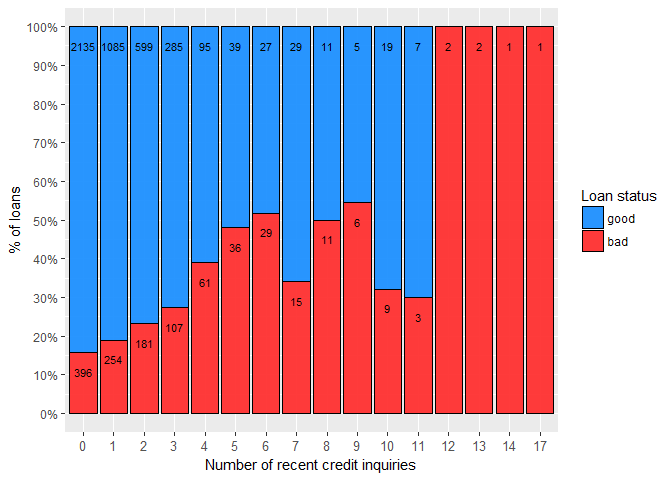 100%
90%
80%
70%
60%
50%
40%
30%
20%
10%
0%
% of loans
2135 1085 599 285 95 39 27 29 11 5 19 7 2 2 1 1
396 254 181 107 61 36 29 15 11 6 9 3
0 1 2 3 4 5 6 7 8 9 10 11 12 13 14 17
Number of recent credit inquiries
Loan status
good
bad